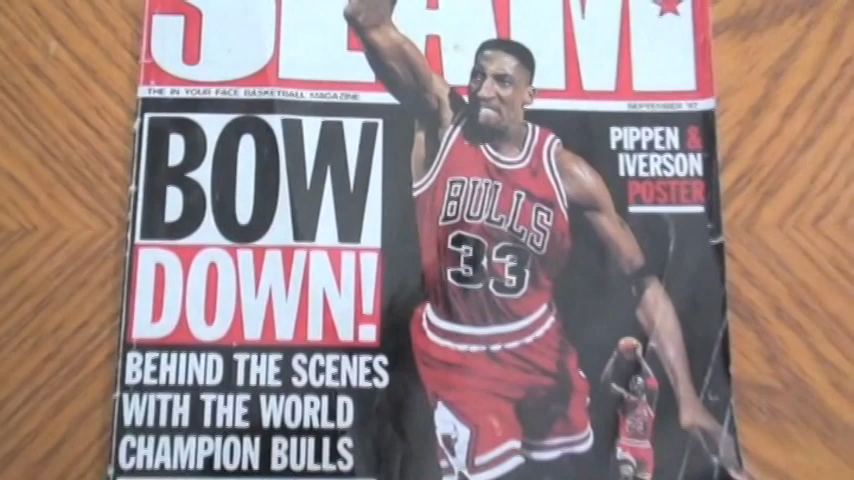 SLAM
THE IN YOUR FACE BASKETBALL MAGAZINE
SEPTEMBER '97
BOW
DOWN!
BEHIND THE SCENES
WITH THE WORLD
CHAMPION BULLS
PIPPEN &
IVERSON
POSTER
BULLS
33